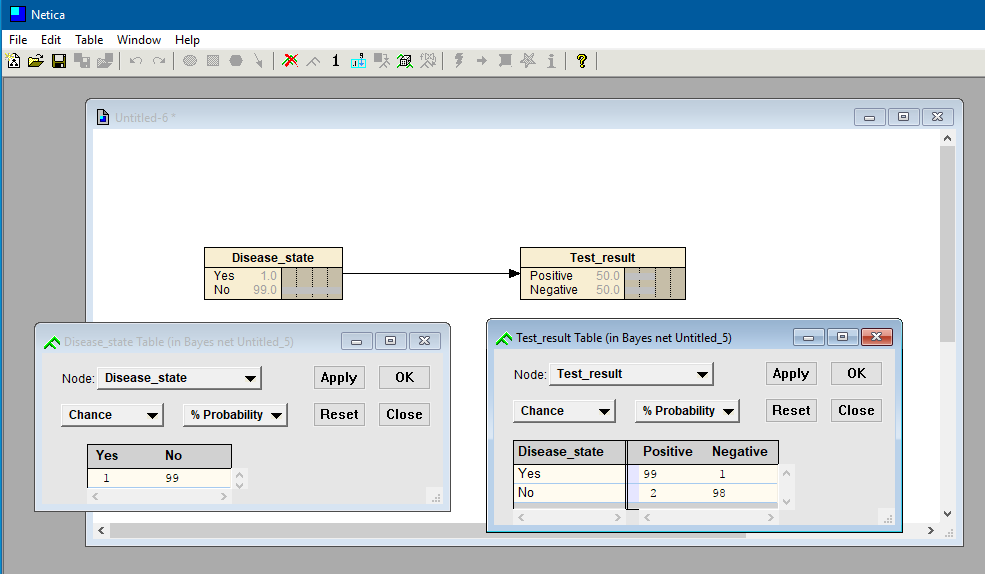 Netica
File Edit Table Window Help
1 f(x) ?
Untitled-6 *
Disease_state
Yes 1.0
No 99.0
Test_result
Positive 50.0
Negative 50.0
Disease_state Table (in Bayes net Untitled_5)
Node: Disease_state Apply OK
Chance % Probability Reset Close
Yes No
1 99
Test_result Table (in Bayes net Untitled_5)
Node: Test_result Apply OK
Chance % Probability Reset Close
Disease_state Positive Negative
Yes 99 1
No 2 98